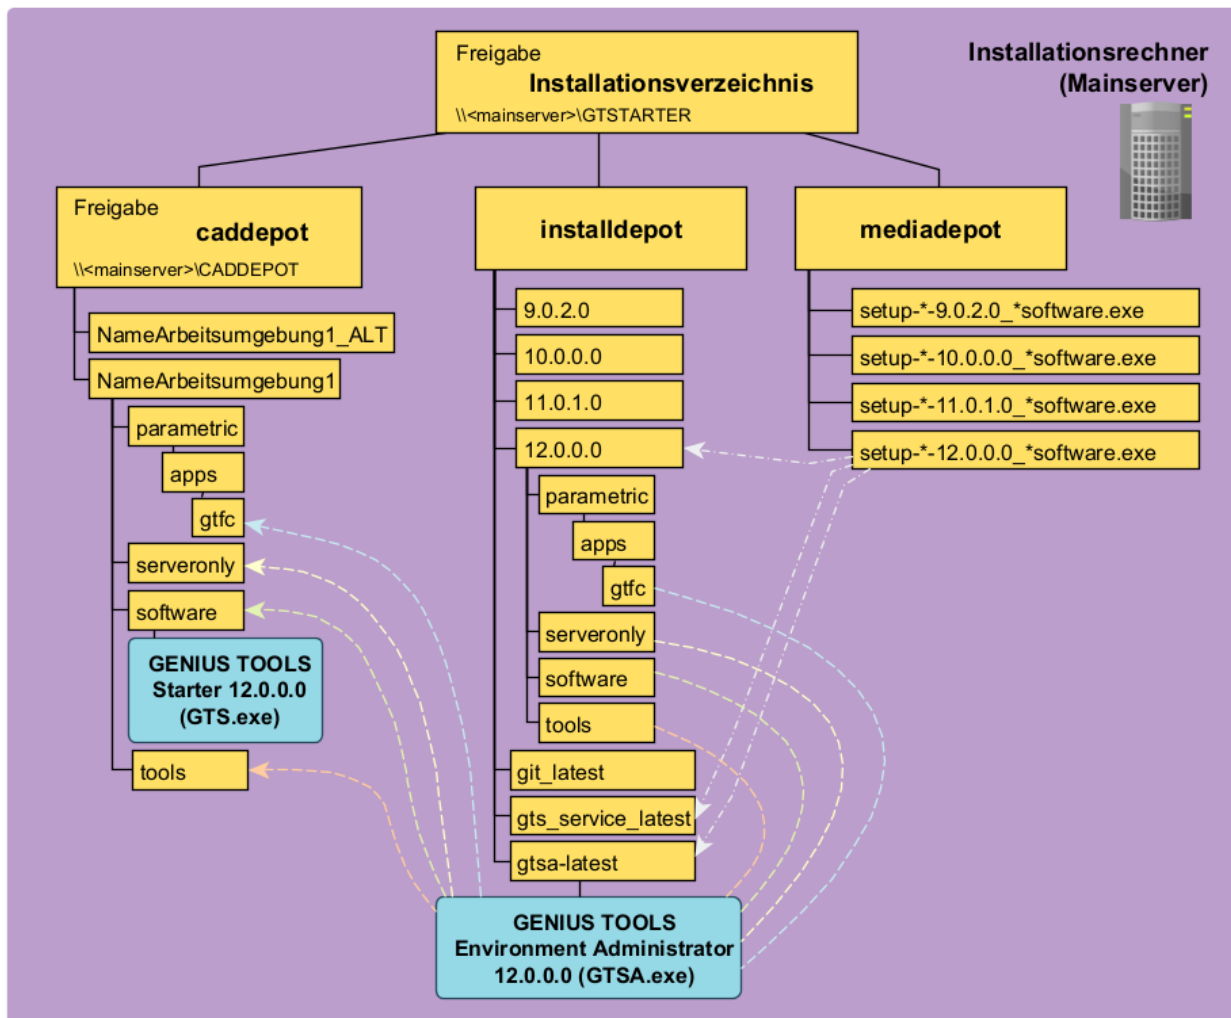 Installationsrechner
(Mainserver)
Freigabe
Installationsverzeichnis
\\<mainserver>\GTSTARTER
Freigabe
caddepot
\\<mainserver>\CADDEPOT
NameArbeitsumgebung1_ALT
NameArbeitsumgebung1
parametric
apps
gtfc
serveronly
software
GENIUS TOOLS
Starter 12.0.0.0
(GTS.exe)
tools
installdepot
9.0.2.0
10.0.0.0
11.0.1.0
12.0.0.0
parametric
apps
gtfc
serveronly
software
tools
git_latest
gts_service_latest
gtsa-latest
GENIUS TOOLS
Environment Administrator
12.0.0.0 (GTSA.exe)
mediadepot
setup-*-9.0.2.0_*software.exe
setup-*-10.0.0.0_*software.exe
setup-*-11.0.1.0_*software.exe
setup-*-12.0.0.0_*software.exe